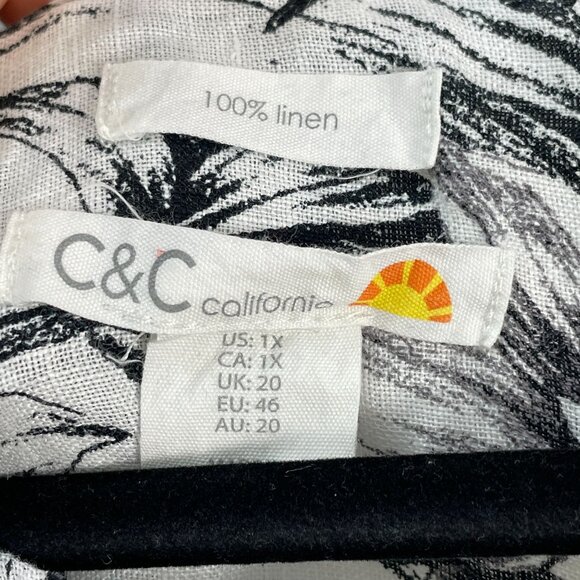 100% linen
C&C california
US: 1X
CA: 1X
UK: 20
EU: 46
AU: 20